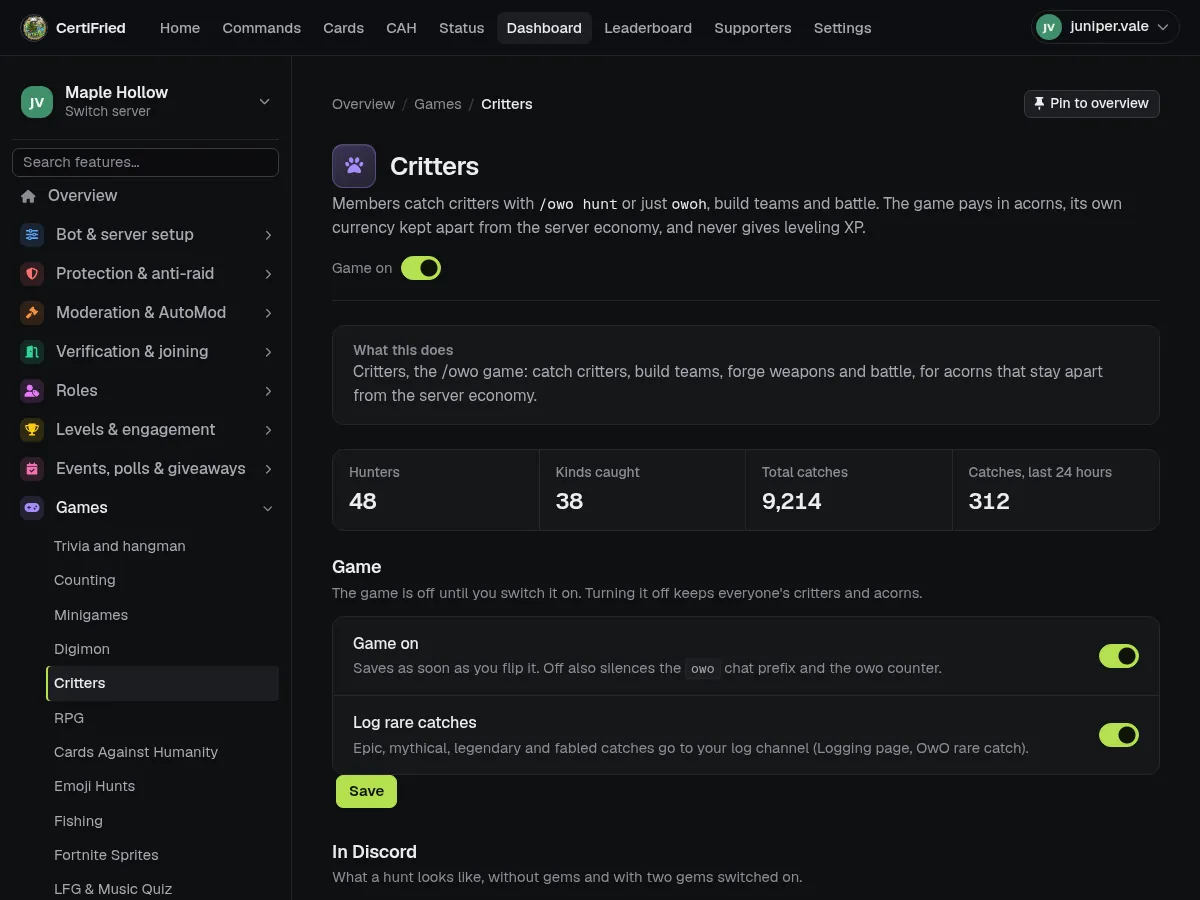 CertiFried
Home
Commands
Cards
CAH
Status
Dashboard
Leaderboard
Supporters
Settings
JV
juniper.vale
JV
Maple Hollow
Switch server
Search features...
Overview
Bot & server setup
Protection & anti-raid
Moderation & AutoMod
Verification & joining
Roles
Levels & engagement
Events, polls & giveaways
Games
Trivia and hangman
Counting
Minigames
Digimon
Critters
RPG
Cards Against Humanity
Emoji Hunts
Fishing
Fortnite Sprites
LFG & Music Quiz
Overview / Games / Critters
Pin to overview
Critters
Members catch critters with /owo hunt or just owoh, build teams and battle. The game pays in acorns, its own
currency kept apart from the server economy, and never gives leveling XP.
Game on
What this does
Critters, the /owo game: catch critters, build teams, forge weapons and battle, for acorns that stay apart
from the server economy.
Hunters
48
Kinds caught
38
Total catches
9,214
Catches, last 24 hours
312
Game
The game is off until you switch it on. Turning it off keeps everyone's critters and acorns.
Game on
Saves as soon as you flip it. Off also silences the owo chat prefix and the owo counter.
Log rare catches
Epic, mythical, legendary and fabled catches go to your log channel (Logging page, OwO rare catch).
Save
In Discord
What a hunt looks like, without gems and with two gems switched on.